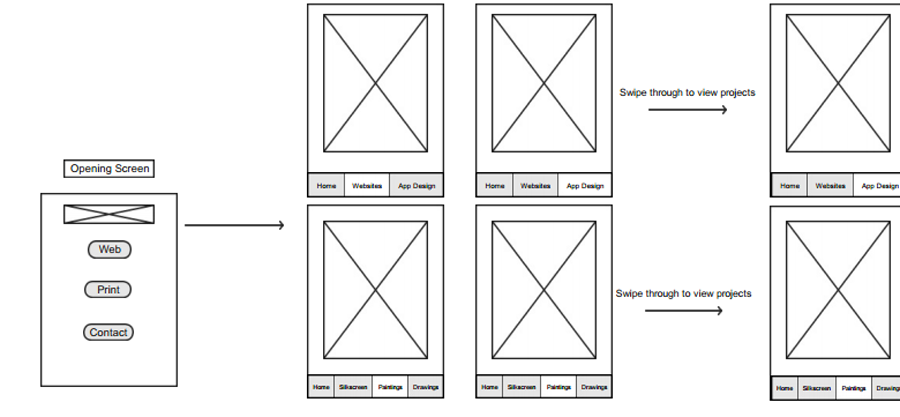 Opening Screen
Web
Print
Contact
Home Websites App Design
Home Websites App Design
Swipe through to view projects
Home Websites App Design
Home Silkscreen Paintings Drawings
Home Silkscreen Paintings Drawings
Swipe through to view projects
Home Silkscreen Paintings Drawings